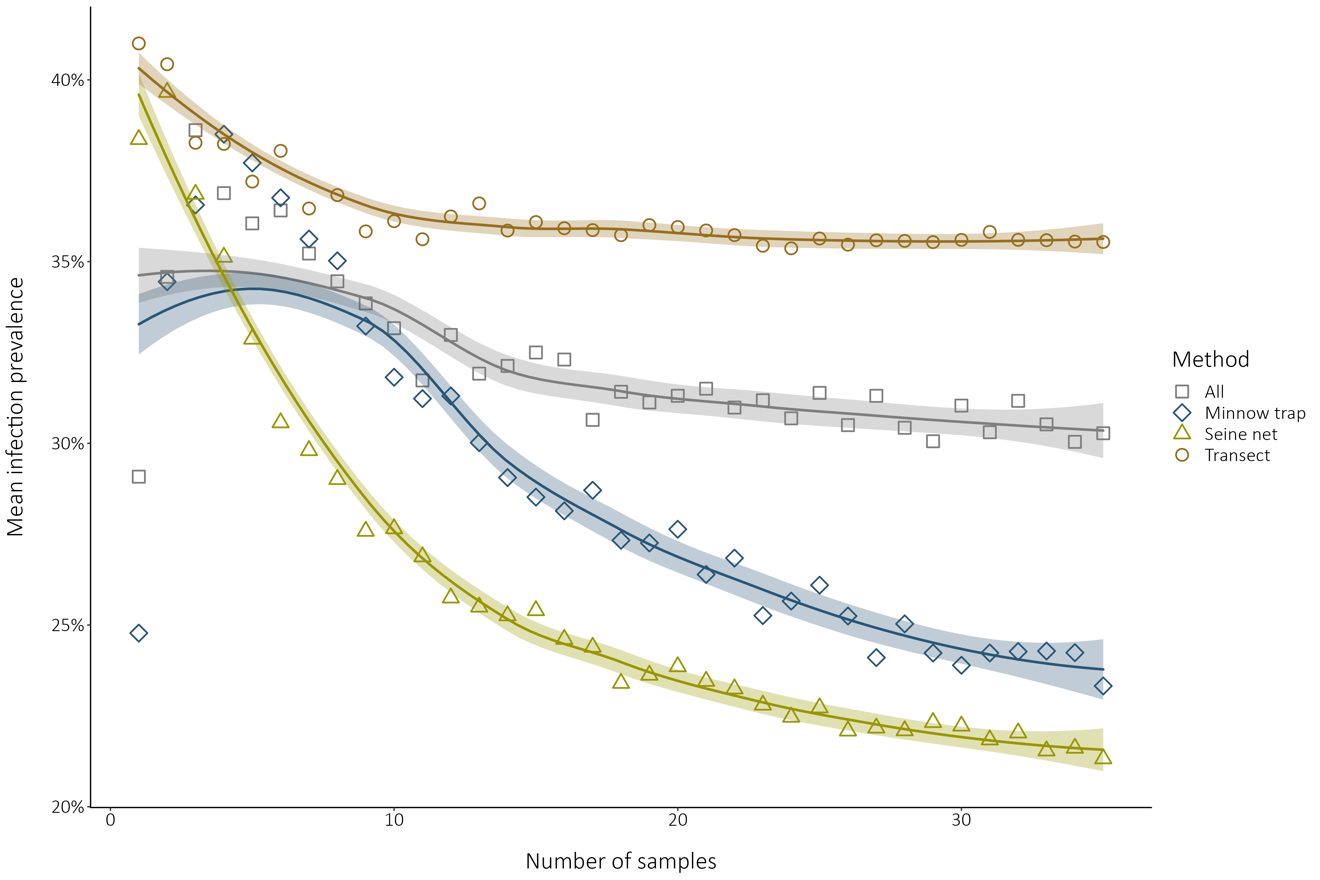 Mean infection prevalence
40%
35%
30%
25%
20%
0
10
20
30
Number of samples
Method
All
Minnow trap
Seine net
Transect